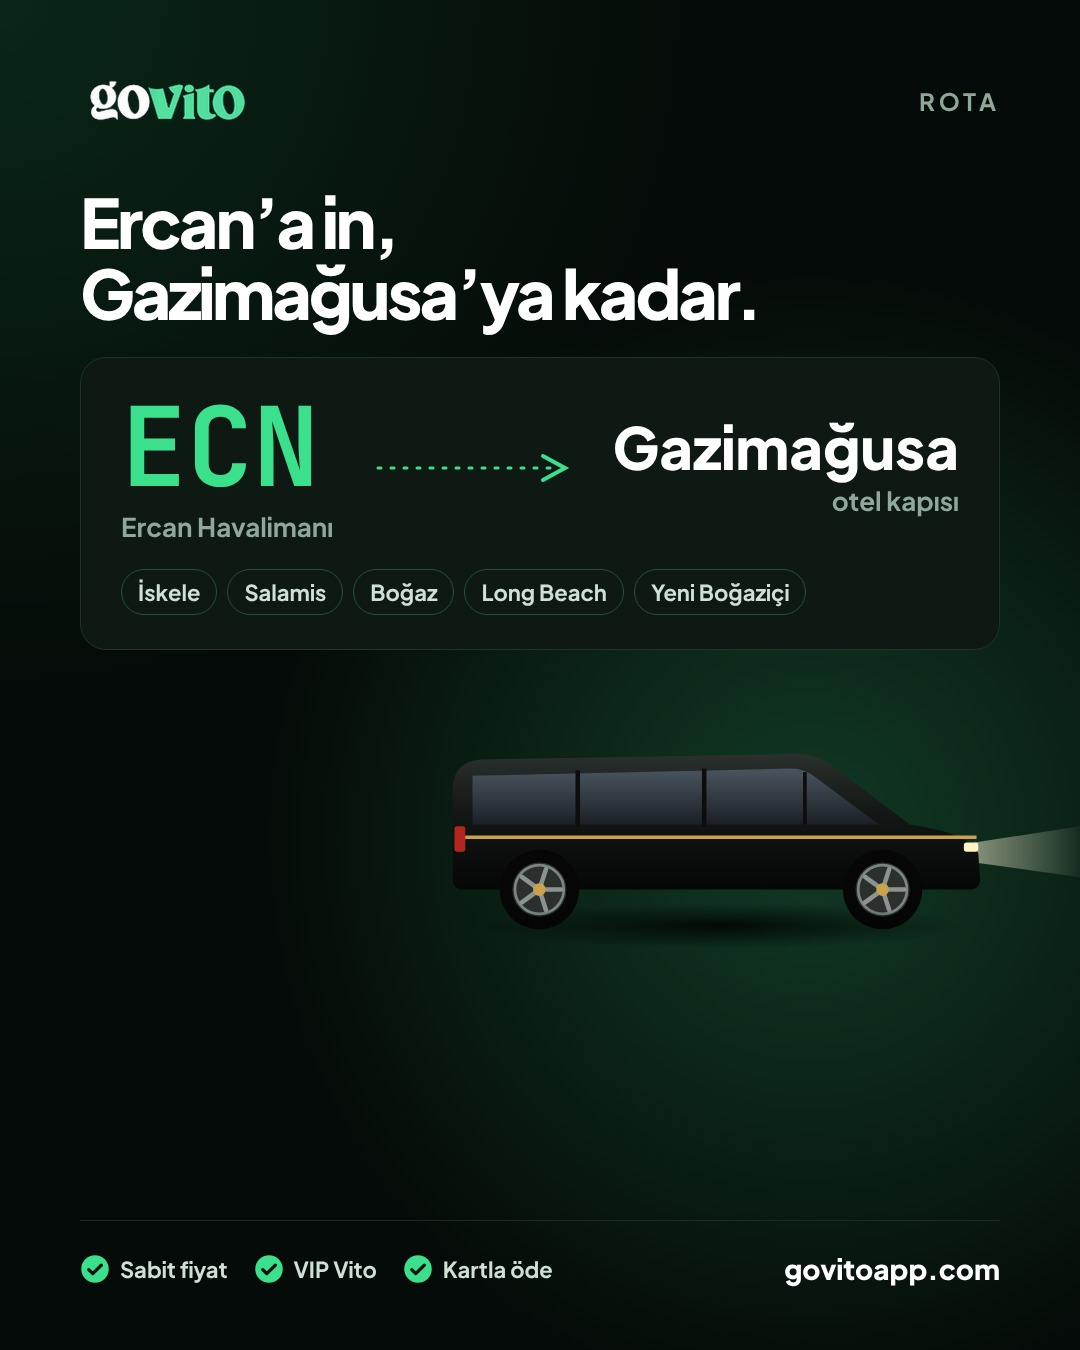 govito
ROTA
Ercan’a in,
Gazimağusa’ya kadar.
ECN
Ercan Havalimanı
Gazimağusa
otel kapısı
İskele
Salamis
Boğaz
Long Beach
Yeni Boğaziçi
Sabit fiyat
VIP Vito
Kartla öde
govitoapp.com